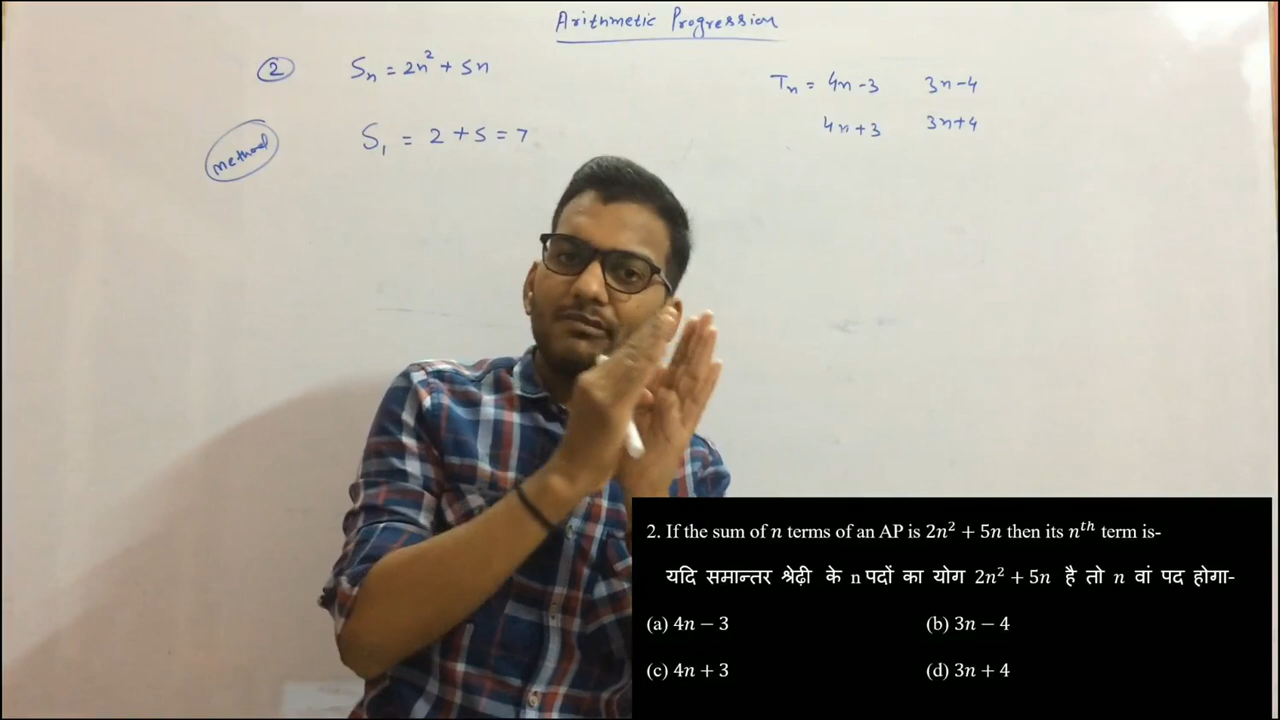 Arithmetic Progression
② Sₙ = 2n² + 5n
Tₙ = 4n - 3 3n - 4
4n + 3 3n + 4
method S₁ = 2 + 5 = 7
2. If the sum of n terms of an AP is 2n² + 5n then its nᵗʰ term is-
यदि समान्तर श्रेढ़ी के n पदों का योग 2n² + 5n है तो n वां पद होगा-
(a) 4n − 3 (b) 3n − 4
(c) 4n + 3 (d) 3n + 4